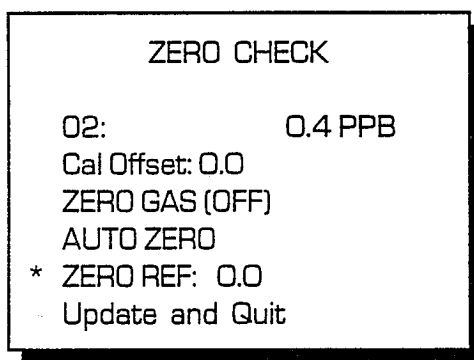 ZERO CHECK
O2: 0.4 PPB
Cal Offset: 0.0
ZERO GAS (OFF)
AUTO ZERO
* ZERO REF: 0.0
Update and Quit